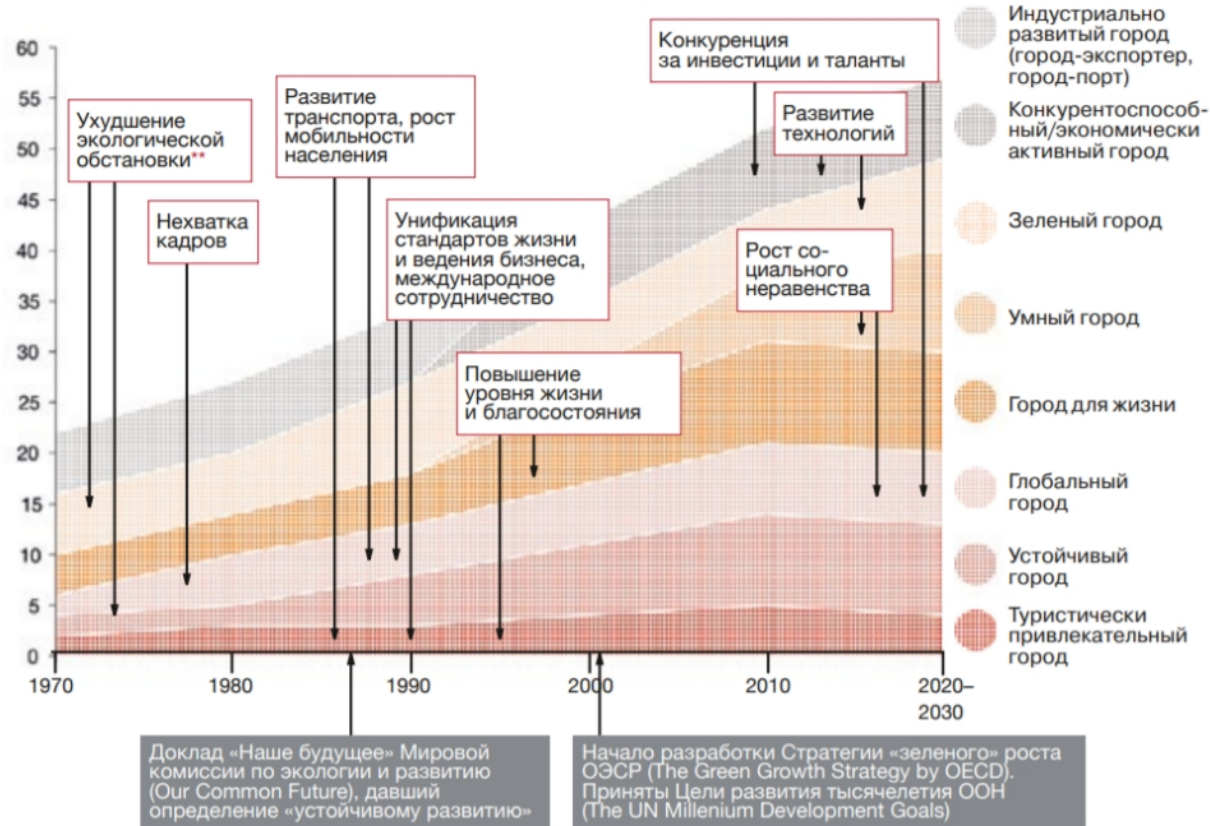 60
55
50
45
40
35
30
25
20
15
10
5
0
1970
1980
1990
2000
2010
2020–
2030
Ухудшение
экологической
обстановки**
Нехватка
кадров
Развитие
транспорта, рост
мобильности
населения
Унификация
стандартов жизни
и ведения бизнеса,
международное
сотрудничество
Повышение
уровня жизни
и благосостояния
Конкуренция
за инвестиции и таланты
Развитие
технологий
Рост со-
циального
неравенства
Индустриально
развитый город
(город-экспортер,
город-порт)
Конкурентоспособ-
ный/экономически
активный город
Зеленый город
Умный город
Город для жизни
Глобальный
город
Устойчивый
город
Туристически
привлекательный
город
Доклад «Наше будущее» Мировой
комиссии по экологии и развитию
(Our Common Future), давший
определение «устойчивому развитию»
Начало разработки Стратегии «зеленого» роста
ОЭСР (The Green Growth Strategy by OECD).
Приняты Цели развития тысячелетия ООН
(The UN Millenium Development Goals)